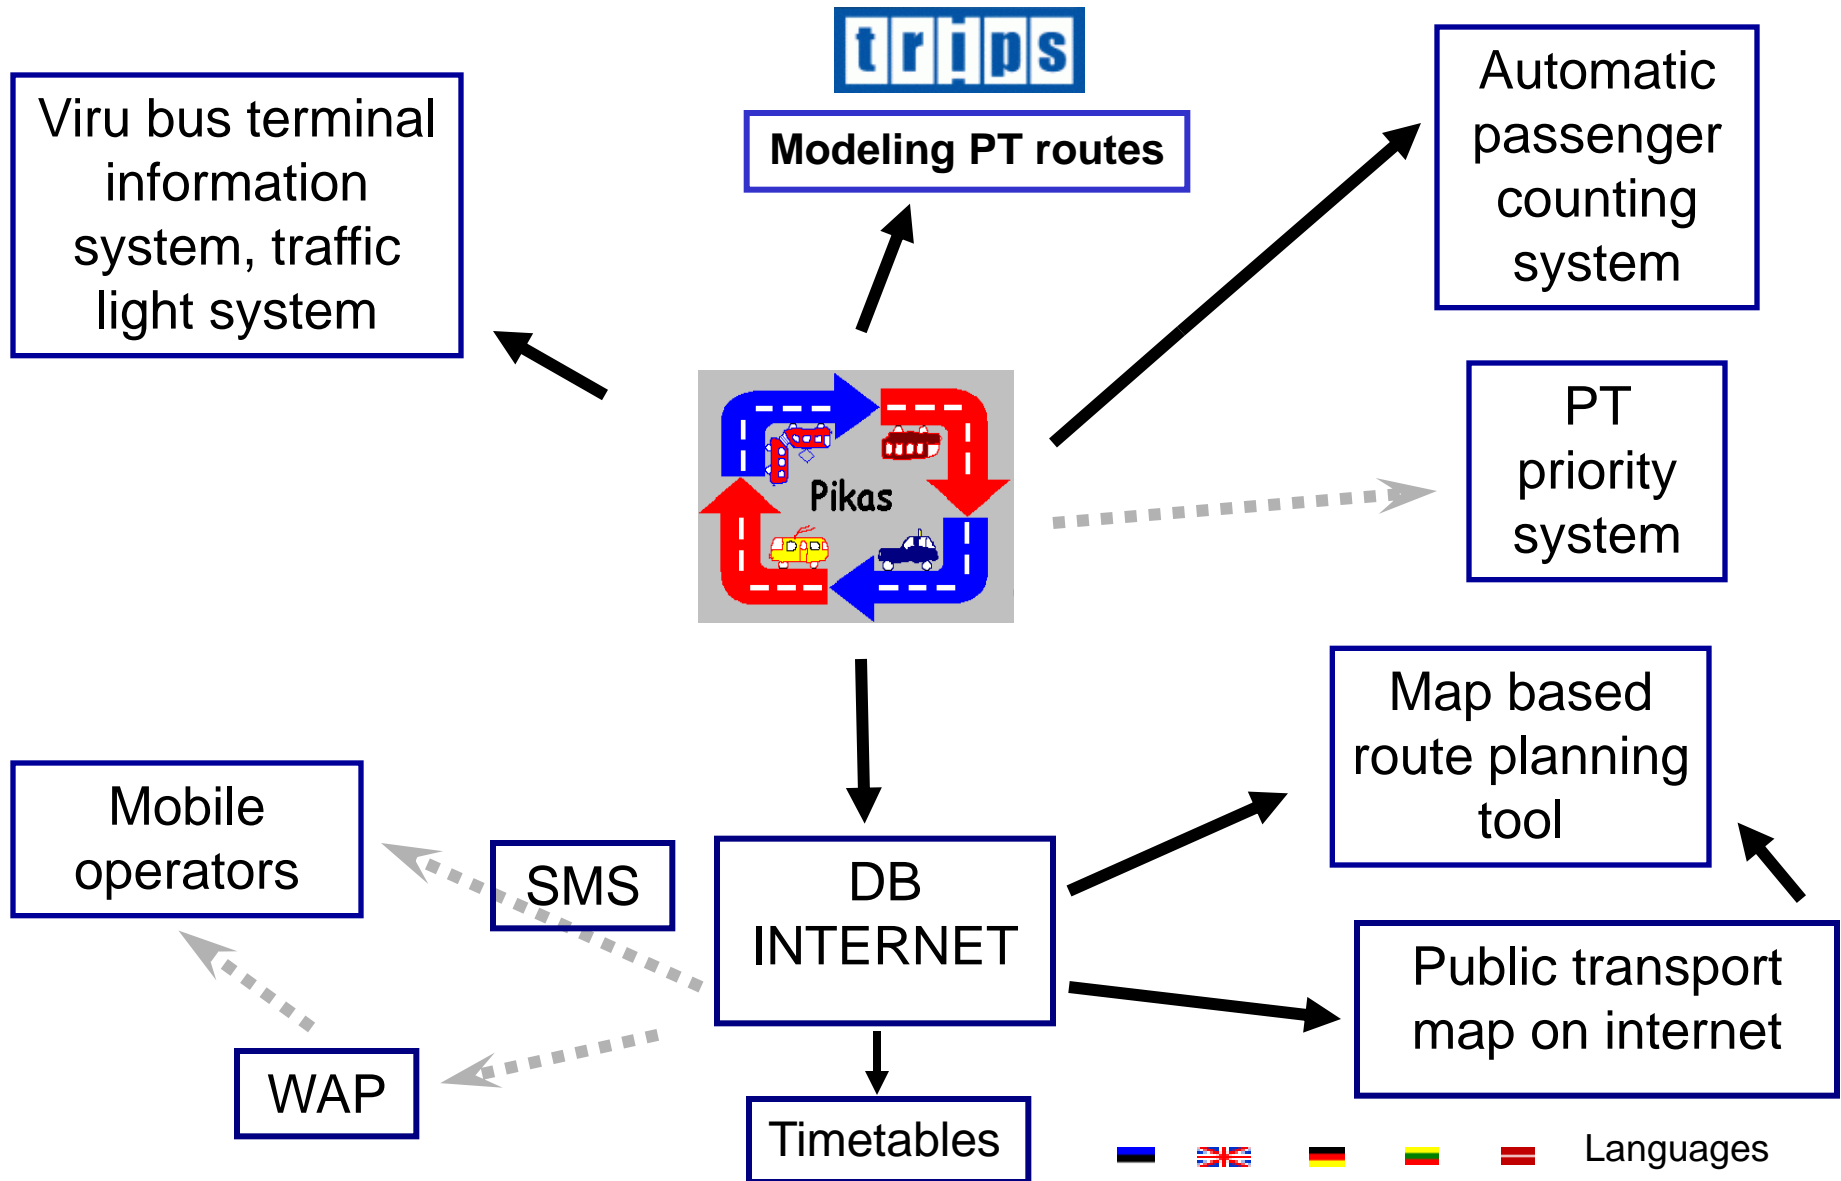 trips
Modeling PT routes
Viru bus terminal
information
system, traffic
light system
Automatic
passenger
counting
system
Pikas
PT
priority
system
Map based
route planning
tool
Mobile
operators
SMS
DB
INTERNET
Public transport
map on internet
WAP
Timetables
Languages